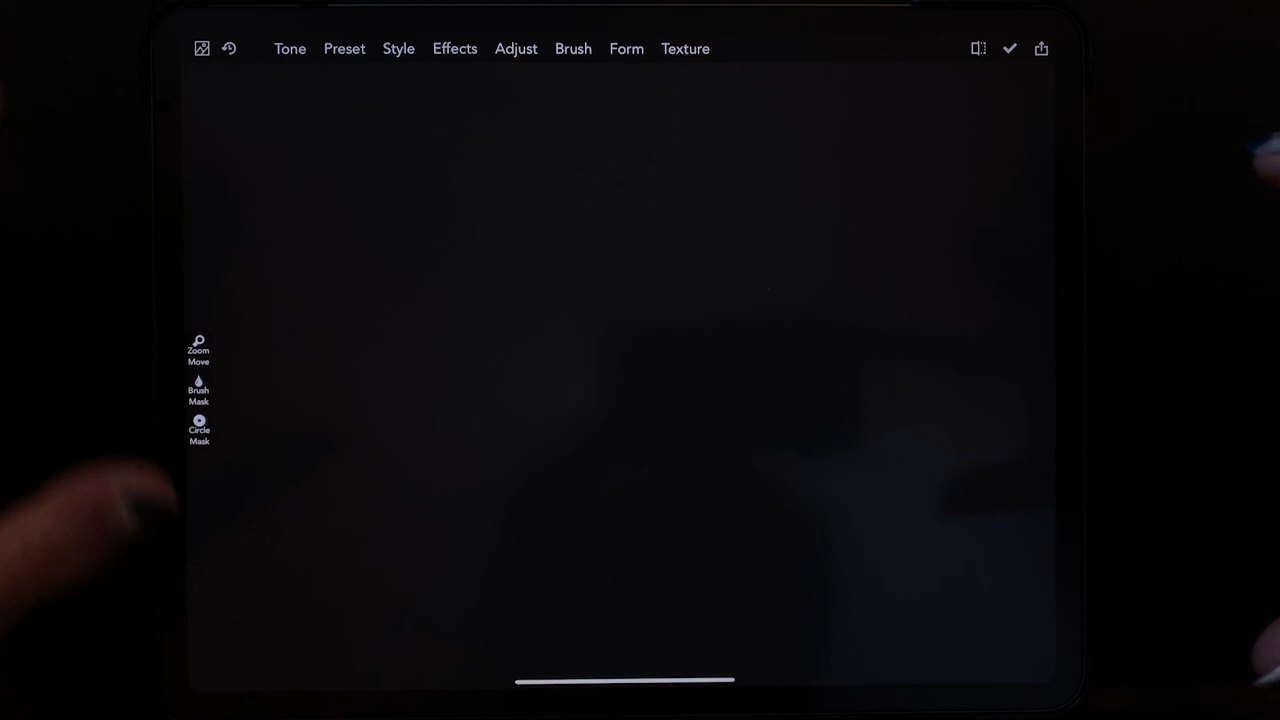 Tone Preset Style Effects Adjust Brush Form Texture
Zoom
Move
Brush
Mask
Circle
Mask